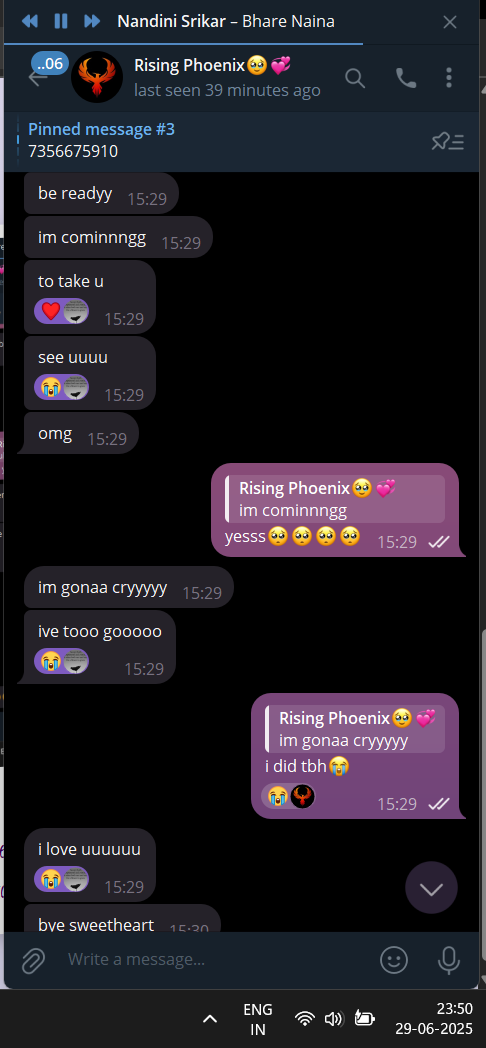 Nandini Srikar – Bhare Naina
..06
Rising Phoenix🥹💞
last seen 39 minutes ago
Pinned message #3
7356675910
be readyy 15:29
im cominnngg 15:29
to take u
❤️ 15:29
see uuuu
😭 15:29
omg 15:29
Rising Phoenix🥹💞
im cominnngg
yesss🥺🥺🥺🥺 15:29
im gonaa cryyyyy 15:29
ive tooo gooooo
😭 15:29
Rising Phoenix🥹💞
im gonaa cryyyyy
i did tbh😭
😭 15:29
i love uuuuuu
😭 15:29
bye sweetheart 15:30
Write a message...
ENG
IN
23:50
29-06-2025